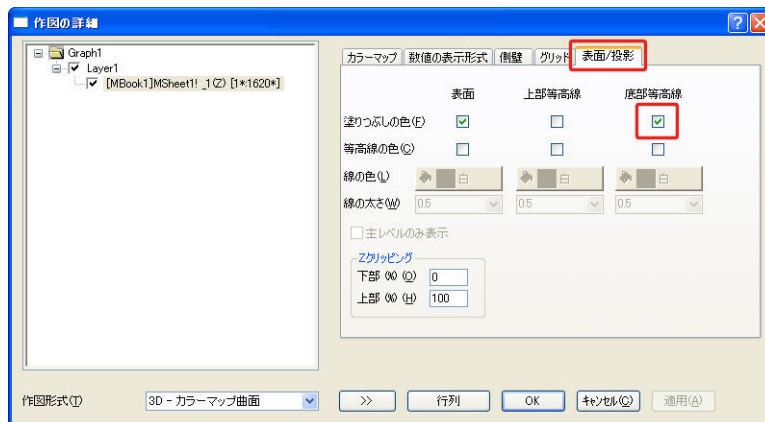 作図の詳細
Graph1
Layer1
[MBook1]MSheet1! _1(Z) [1*:1620*]
カラーマップ 数値の表示形式 側壁 グリッド 表面/投影
表面 上部等高線 底部等高線
塗りつぶしの色(F)
等高線の色(C)
線の色(L) 白 白 白
線の太さ(W) 0.5 0.5 0.5
主レベルのみ表示
Zクリッピング
下部 (%) (O) 0
上部 (%) (H) 100
作図形式(T) 3D - カラーマップ曲面 >> 行列 OK キャンセル(C) 適用(A)